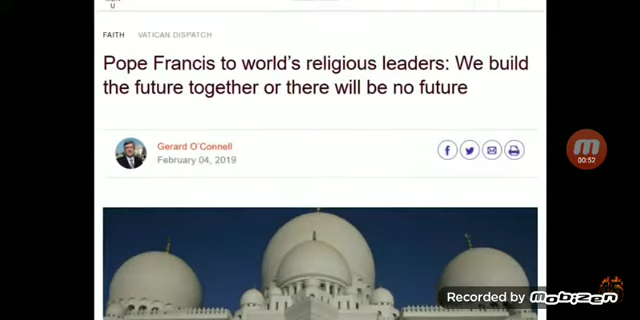 U
FAITH VATICAN DISPATCH
Pope Francis to world's religious leaders: We build
the future together or there will be no future
Gerard O'Connell
February 04, 2019
00:52
Recorded by mobizen